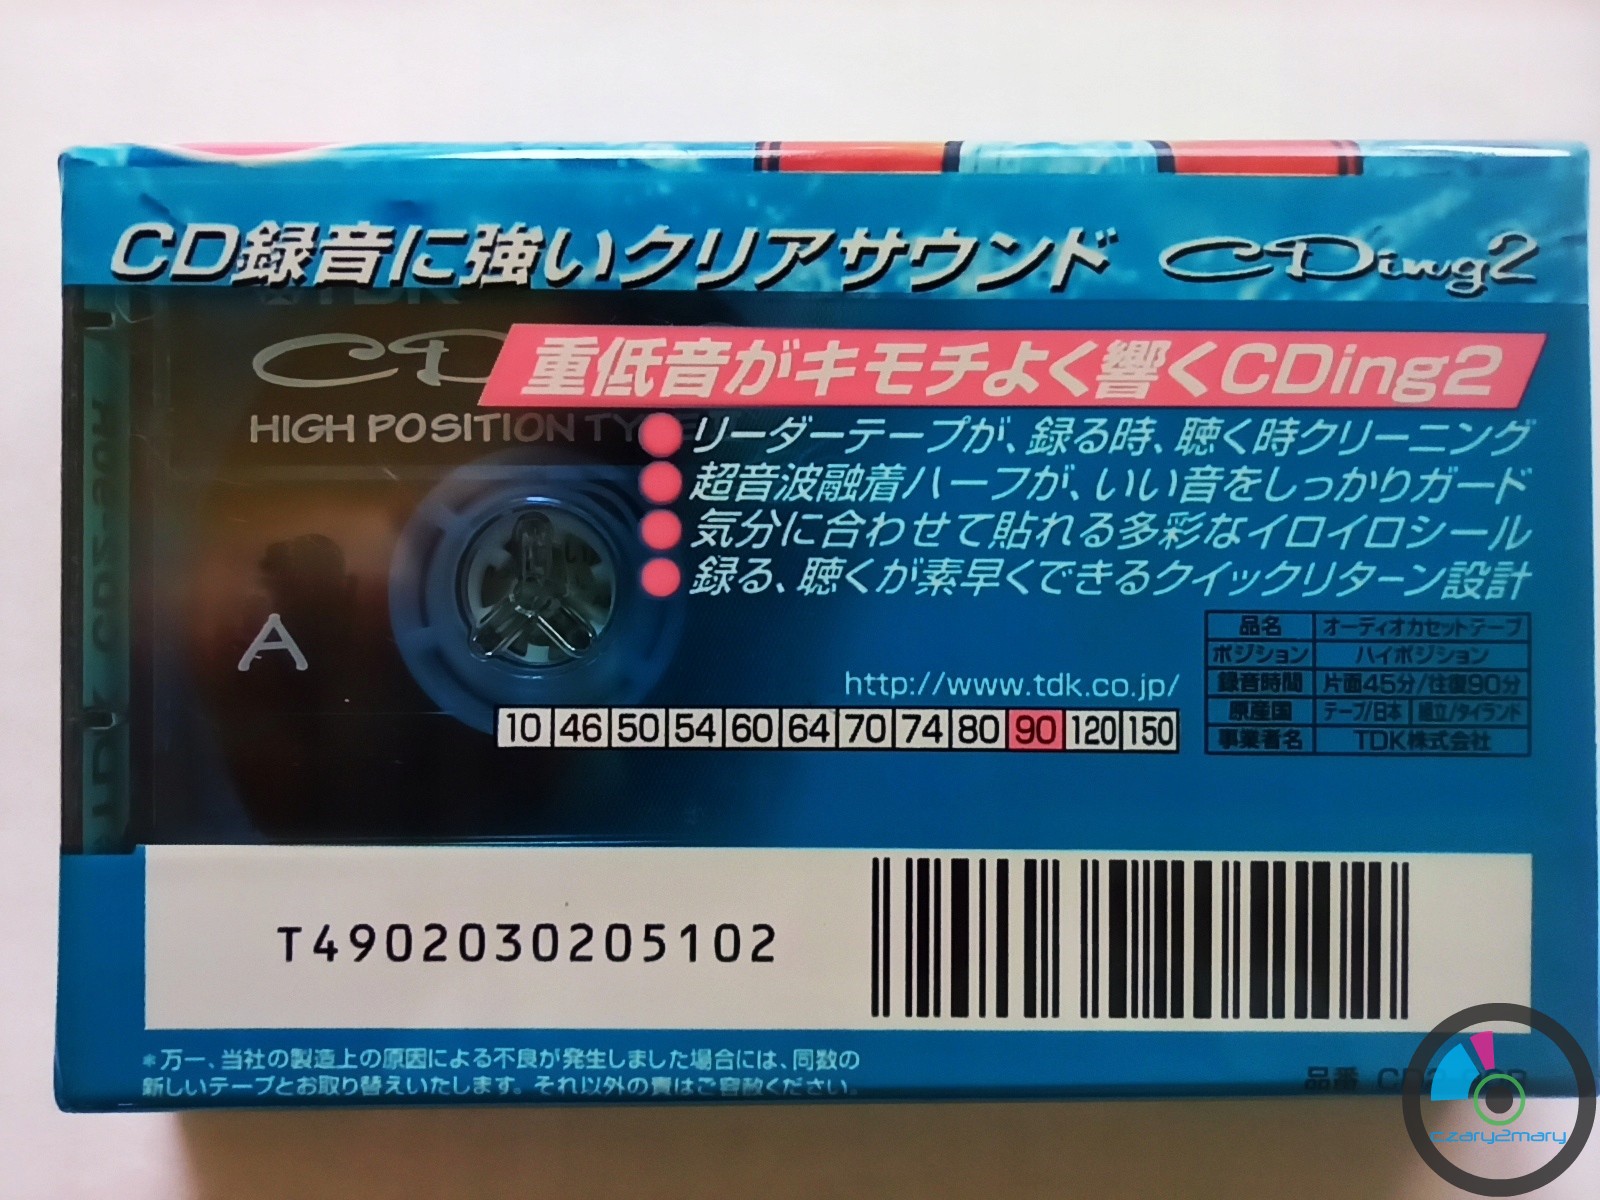 CD録音に強いクリアサウンド CDing2
TDK
CD
HIGH POSITION TYPE
重低音がキモチよく響くCDing2
リーダーテープが、録る時、聴く時クリーニング
超音波融着ハーフが、いい音をしっかりガード
気分に合わせて貼れる多彩なイロイロシール
録る、聴くが素早くできるクイックリターン設計
A
http://www.tdk.co.jp/
10 46 50 54 60 64 70 74 80 90 120 150
品名 オーディオカセットテープ
ポジション ハイポジション
録音時間 片面45分/往復90分
原産国 テープ/日本 組立/タイランド
事業者名 TDK株式会社
T4902030205102
*万一、当社の製造上の原因による不良が発生しました場合には、同数の
新しいテープとお取り替えいたします。それ以外の責はご容赦ください。
品番
czary2mary